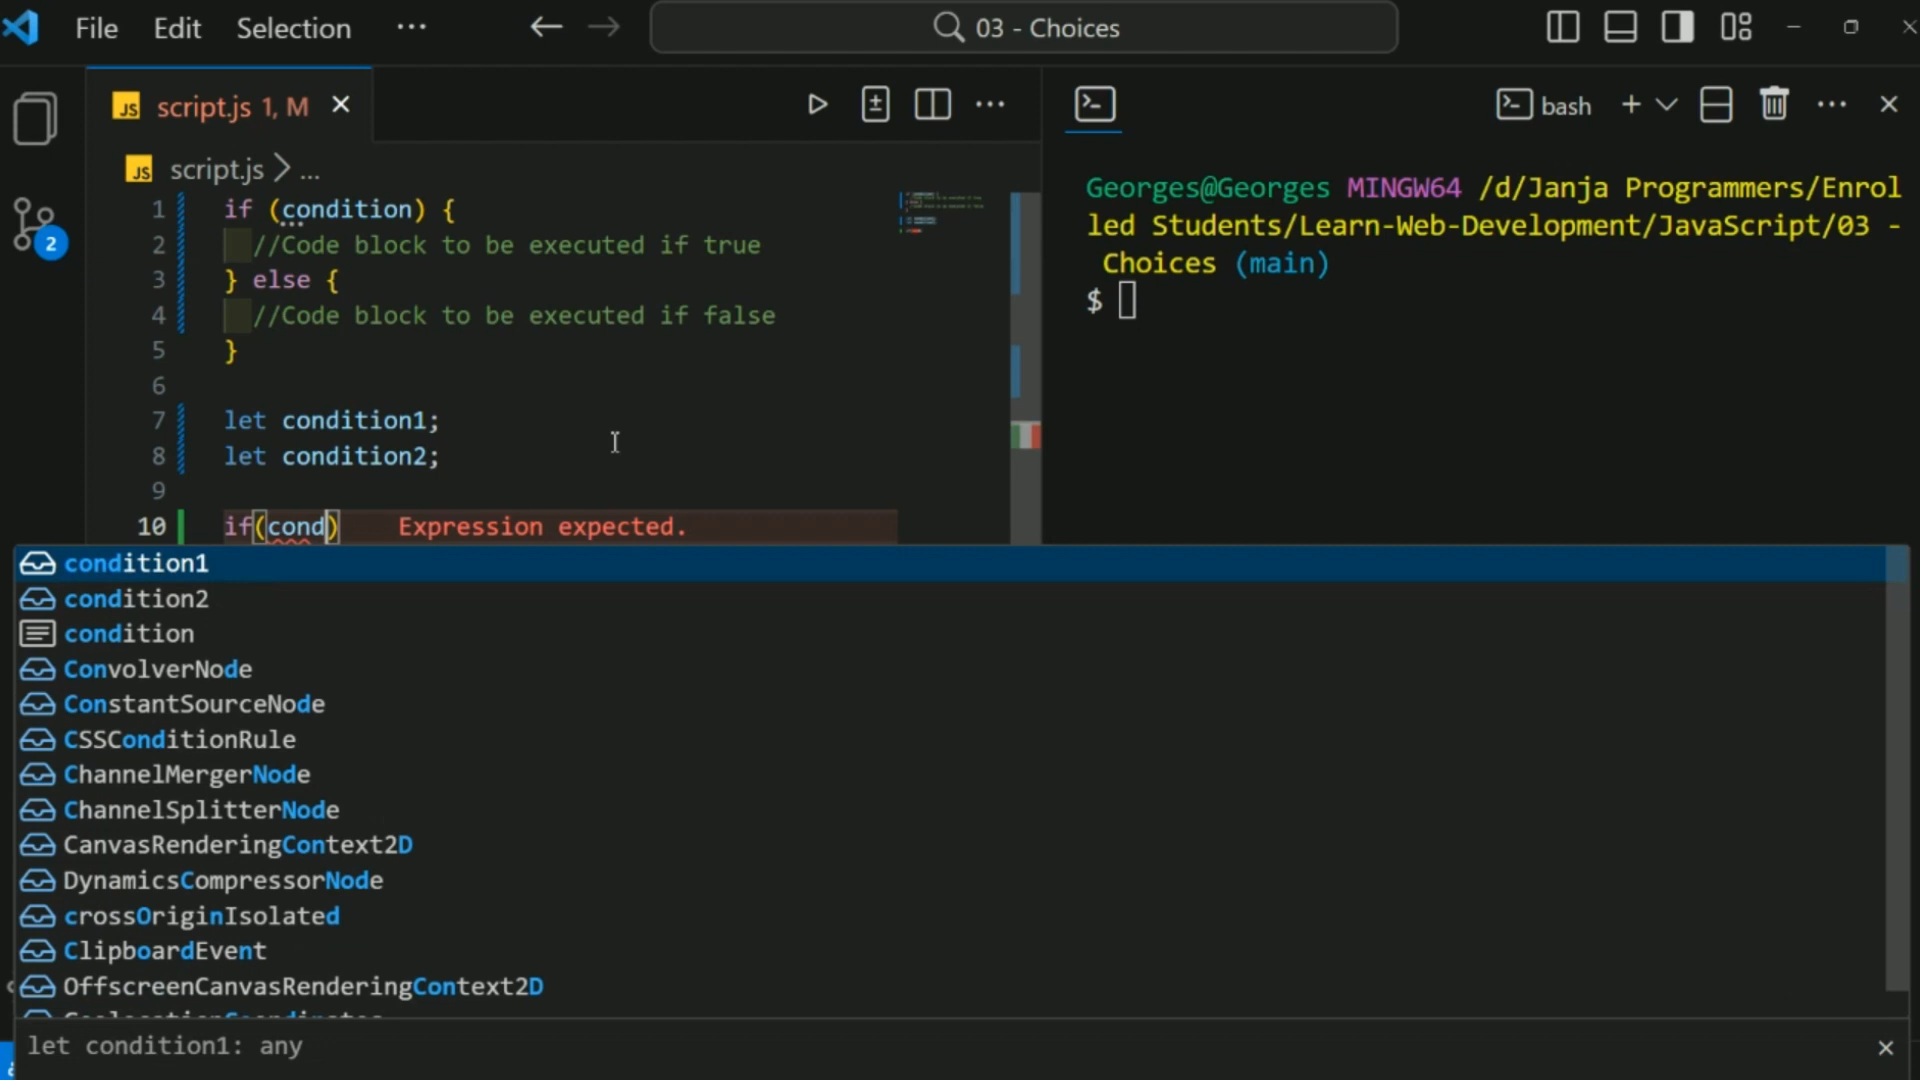 File Edit Selection ...
03 - Choices
JS script.js 1, M
bash
JS script.js > ...
1 if (condition) {
2 //Code block to be executed if true
3 } else {
4 //Code block to be executed if false
5 }
6
7 let condition1;
8 let condition2;
9
10 if(cond) Expression expected.
Georges@Georges MINGW64 /d/Janja Programmers/Enrol
led Students/Learn-Web-Development/JavaScript/03 -
Choices (main)
$
2
condition1
condition2
condition
ConvolverNode
ConstantSourceNode
CSSConditionRule
ChannelMergerNode
ChannelSplitterNode
CanvasRenderingContext2D
DynamicsCompressorNode
crossOriginIsolated
ClipboardEvent
OffscreenCanvasRenderingContext2D
let condition1: any